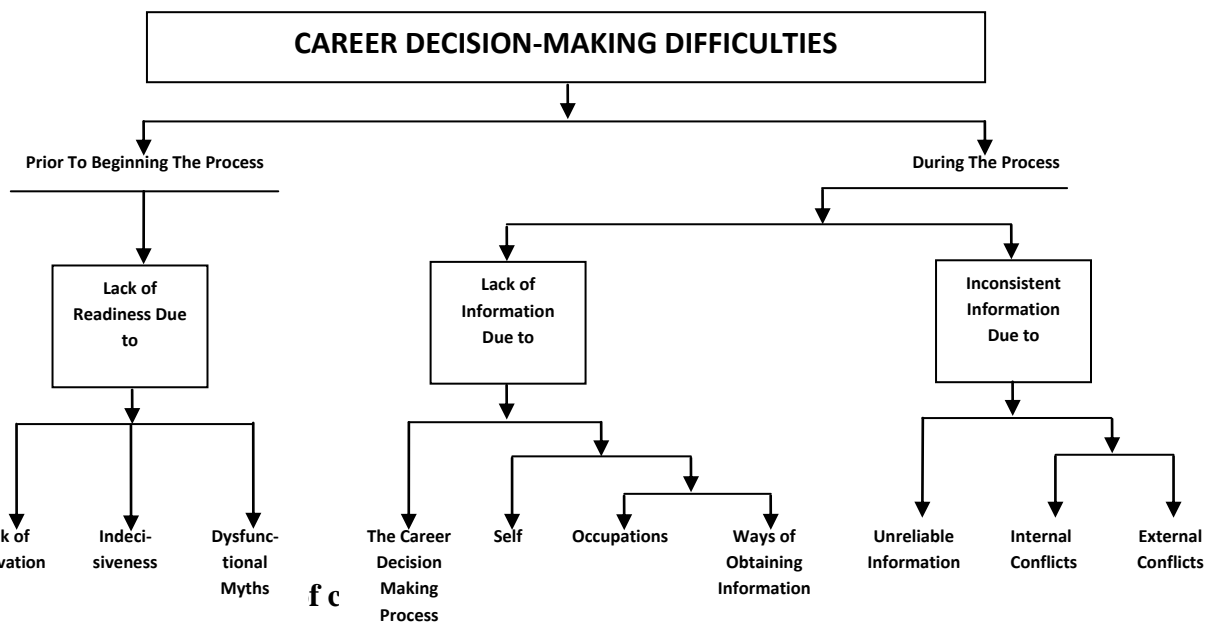 CAREER DECISION-MAKING DIFFICULTIES
Prior To Beginning The Process
During The Process
Lack of
Readiness Due
to
Lack of
Information
Due to
Inconsistent
Information
Due to
k of
vation
Indeci-
siveness
Dysfunc-
tional
Myths
The Career
Decision
Making
Process
Self
Occupations
Ways of
Obtaining
Information
Unreliable
Information
Internal
Conflicts
External
Conflicts
f c